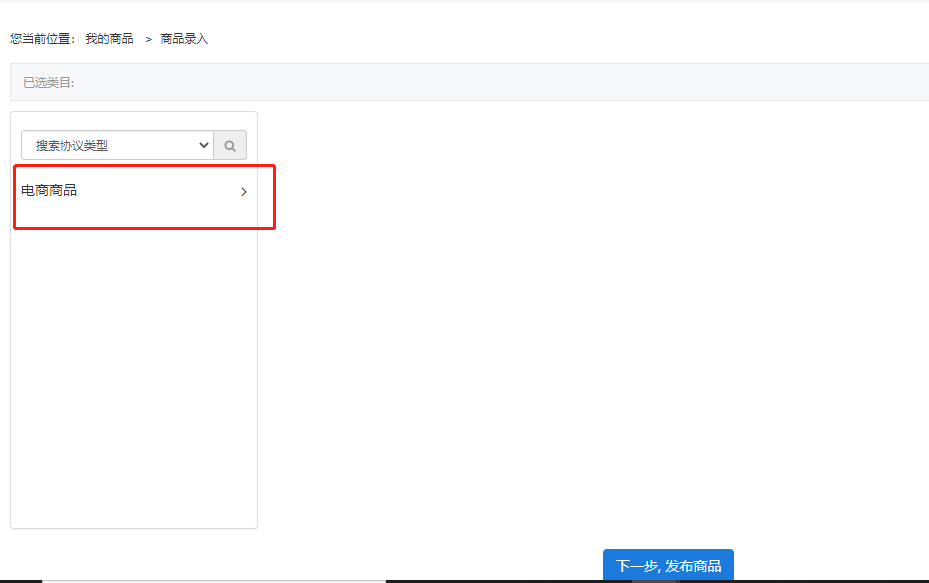 您当前位置： 我的商品 > 商品录入
已选类目:
搜索协议类型
电商商品
下一步, 发布商品